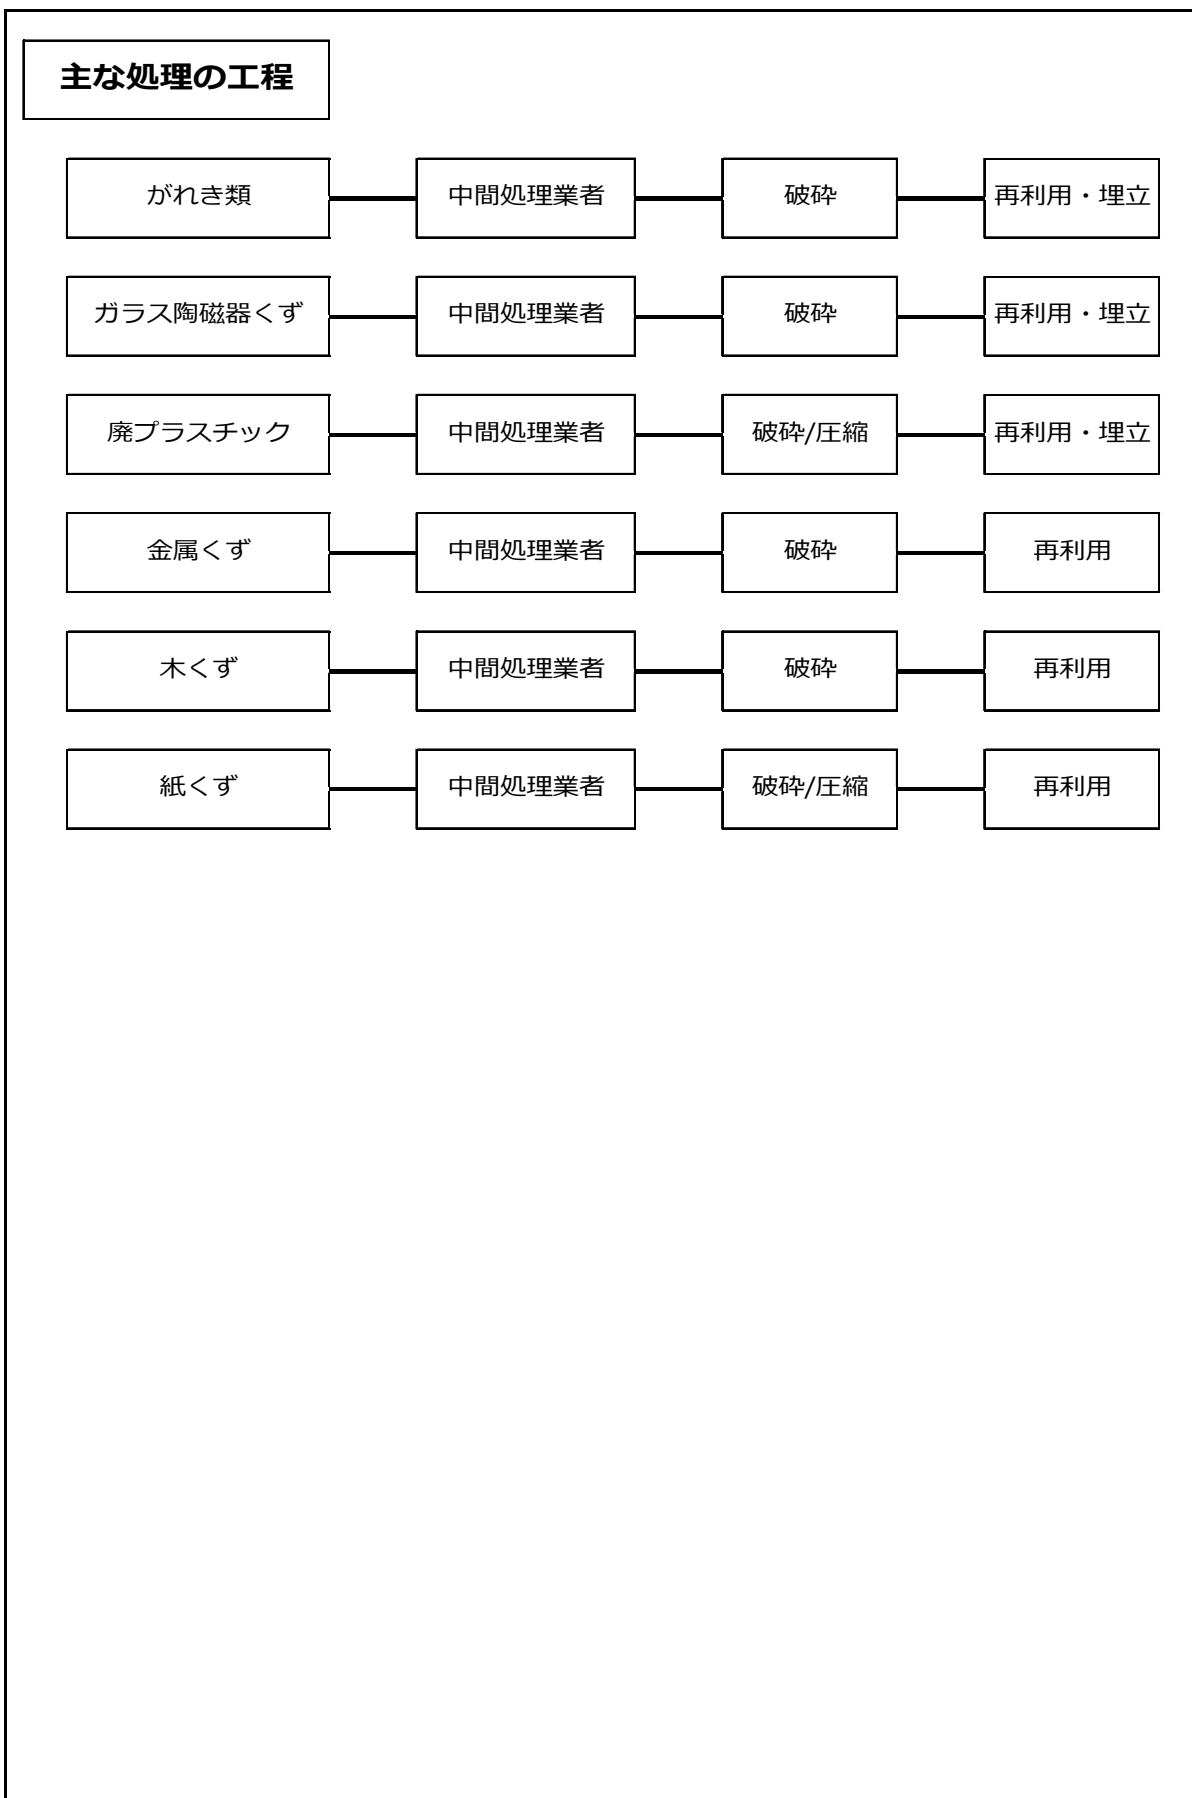 主な処理の工程
がれき類 中間処理業者 破砕 再利用・埋立
ガラス陶磁器くず 中間処理業者 破砕 再利用・埋立
廃プラスチック 中間処理業者 破砕/圧縮 再利用・埋立
金属くず 中間処理業者 破砕 再利用
木くず 中間処理業者 破砕 再利用
紙くず 中間処理業者 破砕/圧縮 再利用